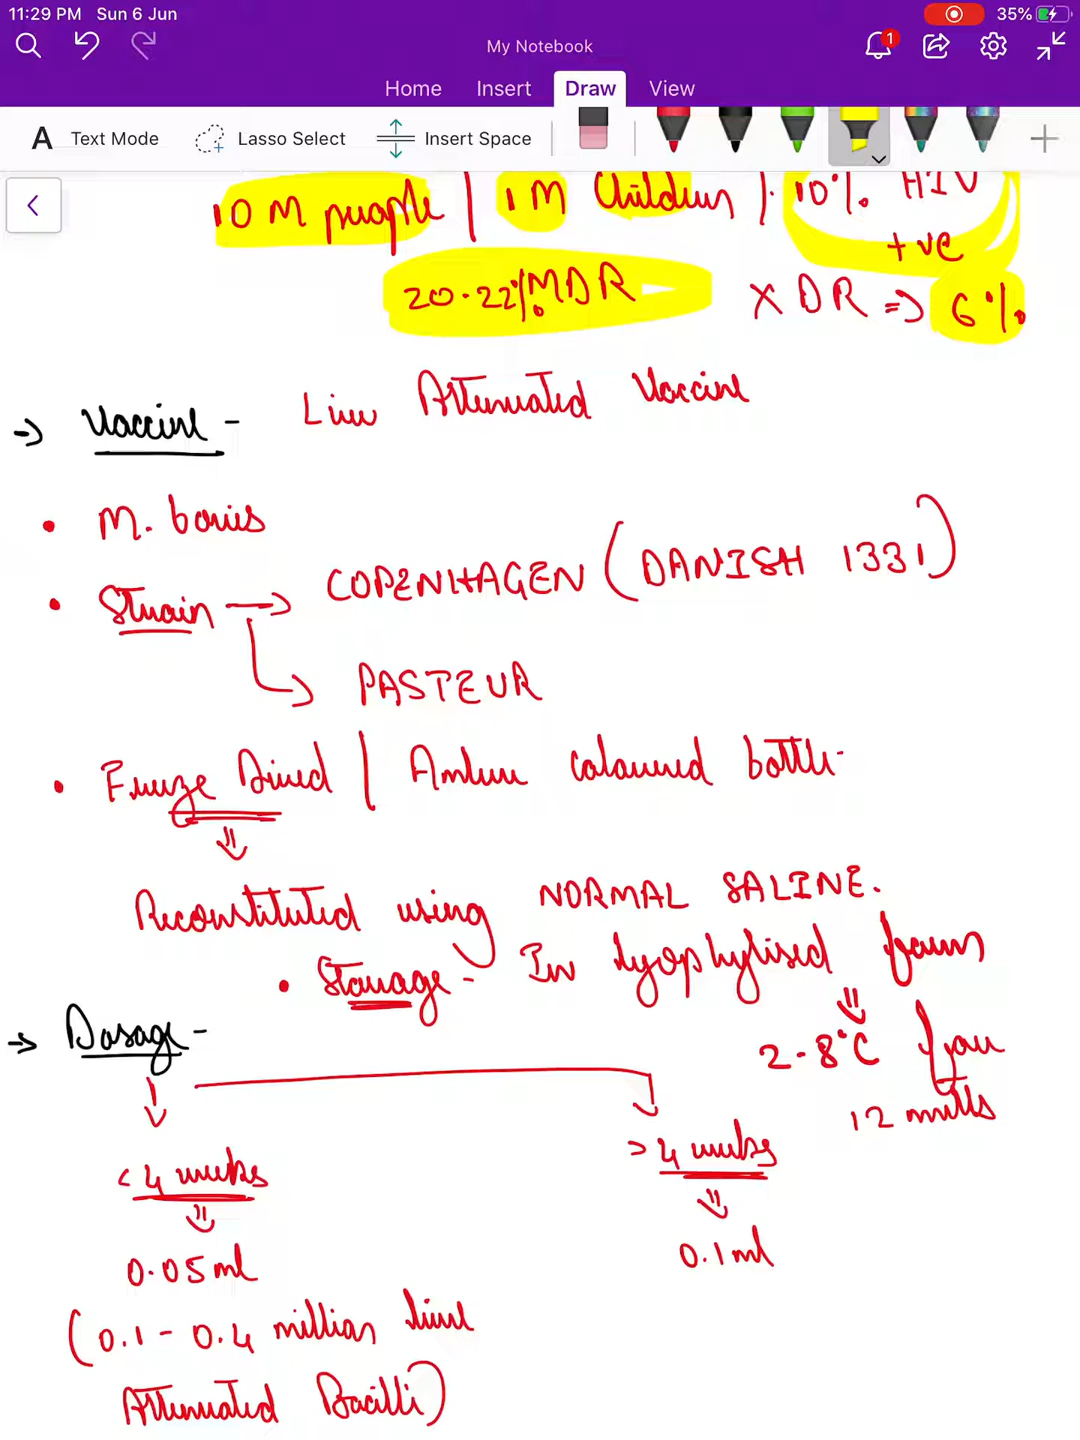 11:29 PM Sun 6 Jun 35%
My Notebook 1
Home Insert Draw View
A Text Mode Lasso Select Insert Space
10 M people | 1 M Children | 10% HIV
+ve
20-22% MDR XDR => 6%
→ Vaccine - Live Attenuated Vaccine
• M. bovis
• Strain → COPENHAGEN (DANISH 1331)
→ PASTEUR
• Freeze Dried | Amber coloured bottle
Reconstituted using NORMAL SALINE.
• Storage - In lyophylised form
2-8°C for
12 mnths
→ Dosage -
< 4 weeks > 4 weeks
0.05 ml 0.1 ml
(0.1 - 0.4 million live
Attenuated Bacilli)